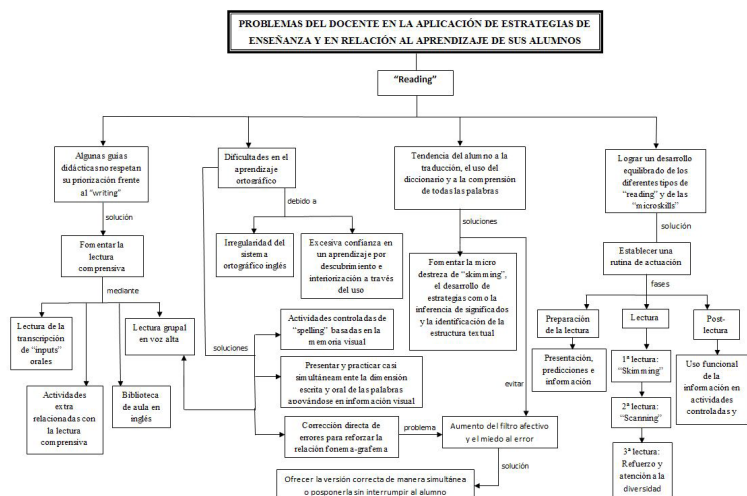 PROBLEMAS DEL DOCENTE EN LA APLICACIÓN DE ESTRATEGIAS DE
ENSEÑANZA Y EN RELACIÓN AL APRENDIZAJE DE SUS ALUMNOS
“Reading”
Algunas guías
didácticas no respetan
su priorización frente
al “writing”
solución
Fomentar la
lectura
comprensiva
mediante
Lectura de la
transcripción
de “inputs”
orales
Actividades
extra
relacionadas con
la lectura
comprensiva
Biblioteca
de aula en
inglés
Lectura grupal
en voz alta
Dificultades en el
aprendizaje
ortográfico
debido a
Irregularidad del
sistema
ortográfico inglés
Excesiva confianza en
un aprendizaje por
descubrimiento e
interiorización a través
del uso
soluciones
Actividades controladas de
“spelling” basadas en la
memoria visual
Presentar y practicar casi
simultáneamente la dimensión
escrita y oral de las palabras
apoyándose en información visual
Corrección directa de
errores para reforzar la
relación fonema-grafema
problema
Aumento del filtro afectivo
y el miedo al error
solución
Ofrecer la versión correcta de manera simultánea
o posponerla sin interrumpir al alumno
Tendencia del alumno a la
traducción, el uso del
diccionario y a la comprensión
de todas las palabras
soluciones
Fomentar la micro
destreza de “skimming”,
el desarrollo de
estrategias como la
inferencia de significados
y la identificación de la
estructura textual
evitar
Lograr un desarrollo
equilibrado de los
diferentes tipos de
“reading” y de las
“microskills”
solución
Establecer una
rutina de actuación
fases
Preparación
de la lectura
Presentación,
predicciones e
información
Lectura
1ª lectura:
“Skimming”
2ª lectura:
“Scanning”
3ª lectura:
Refuerzo y
atención a la
diversidad
Post-
lectura
Uso funcional
de la
información en
actividades
controladas y